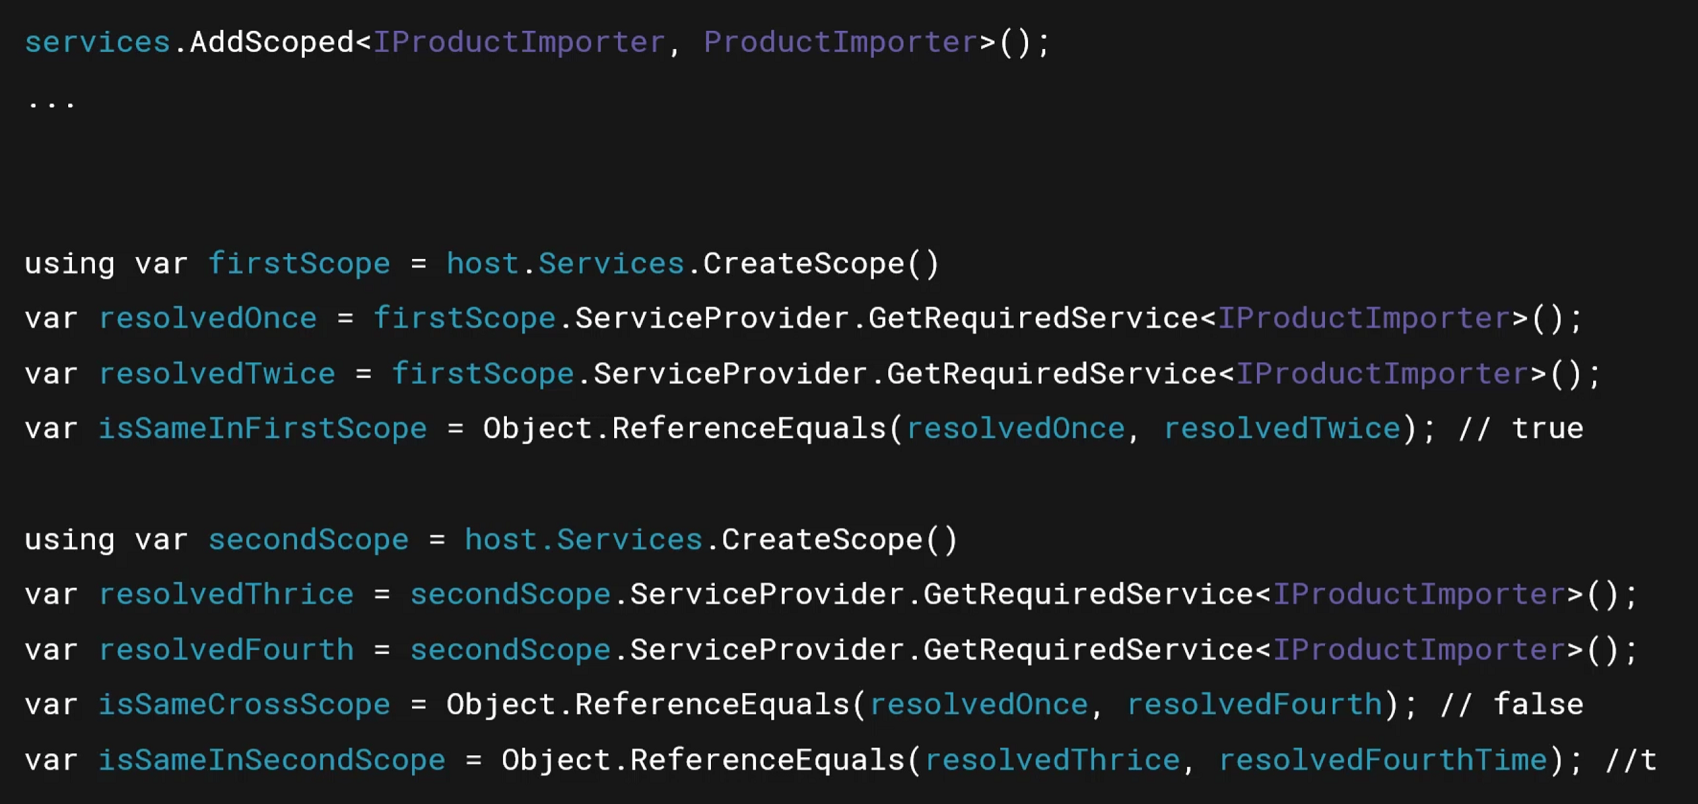 services.AddScoped<IProductImporter, ProductImporter>();
...
using var firstScope = host.Services.CreateScope()
var resolvedOnce = firstScope.ServiceProvider.GetRequiredService<IProductImporter>();
var resolvedTwice = firstScope.ServiceProvider.GetRequiredService<IProductImporter>();
var isSameInFirstScope = Object.ReferenceEquals(resolvedOnce, resolvedTwice); // true
using var secondScope = host.Services.CreateScope()
var resolvedThrice = secondScope.ServiceProvider.GetRequiredService<IProductImporter>();
var resolvedFourth = secondScope.ServiceProvider.GetRequiredService<IProductImporter>();
var isSameCrossScope = Object.ReferenceEquals(resolvedOnce, resolvedFourth); // false
var isSameInSecondScope = Object.ReferenceEquals(resolvedThrice, resolvedFourthTime); //t